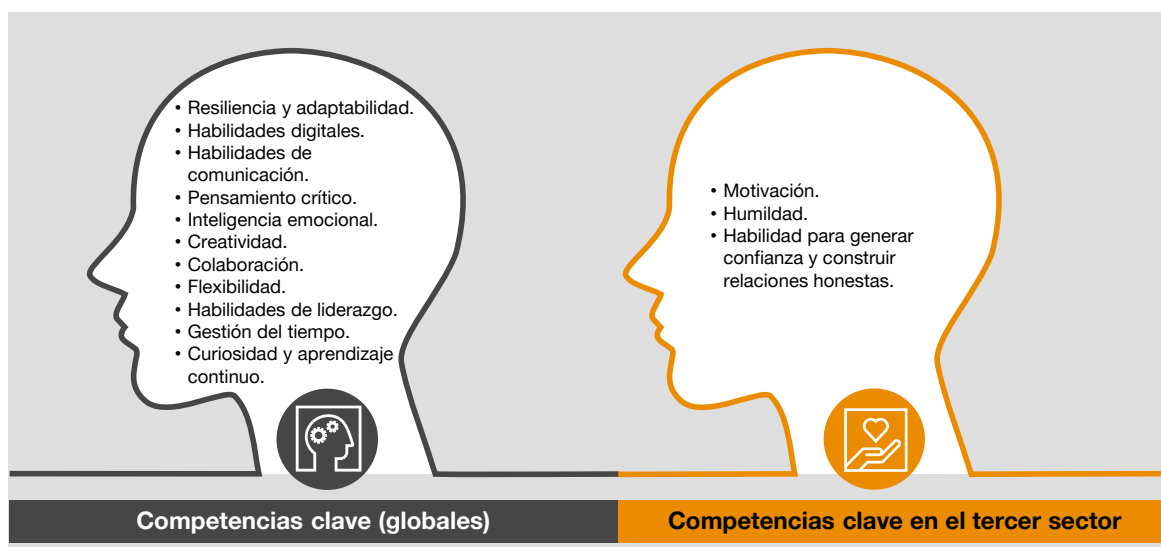 • Resiliencia y adaptabilidad.
• Habilidades digitales.
• Habilidades de
comunicación.
• Pensamiento crítico.
• Inteligencia emocional.
• Creatividad.
• Colaboración.
• Flexibilidad.
• Habilidades de liderazgo.
• Gestión del tiempo.
• Curiosidad y aprendizaje
continuo.
• Motivación.
• Humildad.
• Habilidad para generar
confianza y construir
relaciones honestas.
Competencias clave (globales)
Competencias clave en el tercer sector